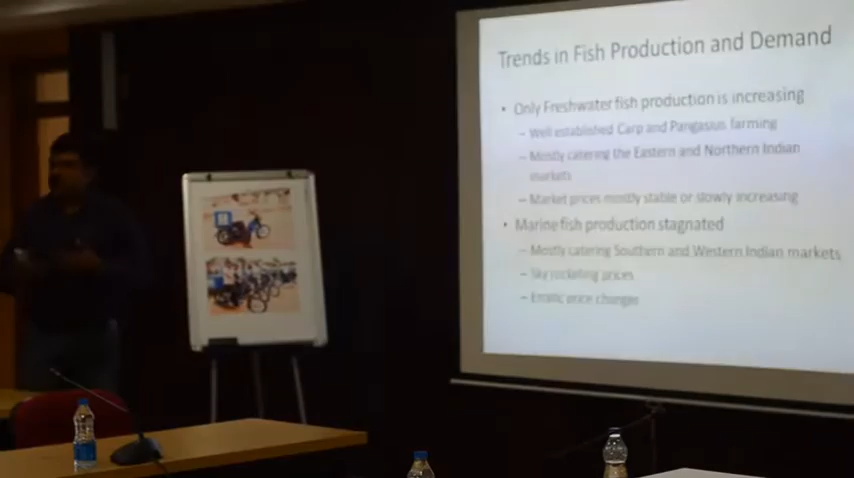 Trends in Fish Production and Demand
• Only Freshwater fish production is increasing
– Well established Carp and Pangasius farming
– Mostly catering the Eastern and Northern Indian
markets
– Market prices mostly stable or slowly increasing
• Marine fish production stagnated
– Mostly catering Southern and Western Indian markets
– Sky rocketing prices
– Erratic price changes